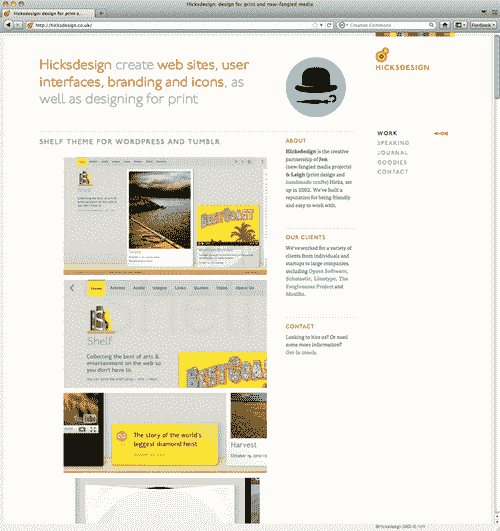 Hicksdesign: design for print and new-fangled media
Hicksdesign: design for print a...
http://hicksdesign.co.uk/
Creative Commons
Feedback
Hicksdesign create web sites, user
interfaces, branding and icons, as
well as designing for print
HICKSDESIGN
SHELF THEME FOR WORDPRESS AND TUMBLR
ABOUT
Hicksdesign is the creative
partnership of Jon
(new-fangled media projects)
& Leigh (print design and
handmade crafts) Hicks, set
up in 2002. We've built a
reputation for being friendly
and easy to work with.
WORK
SPEAKING
JOURNAL
GOODIES
CONTACT
BEST COAST
OUR CLIENTS
We've worked for a variety of
clients from individuals and
startups to large companies,
including Opera Software,
Scholastic, Linotype, The
Forgiveness Project and
Mozilla.
Home
Articles
Audio
Images
Links
Quotes
Video
About Us
Shelf
Collecting the best of arts &
entertainment on the web so
you don't have to.
BEST COAST
CONTACT
Looking to hire us? Or need
some more information?
Get in touch.
The story of the world's
biggest diamond heist
Harvest